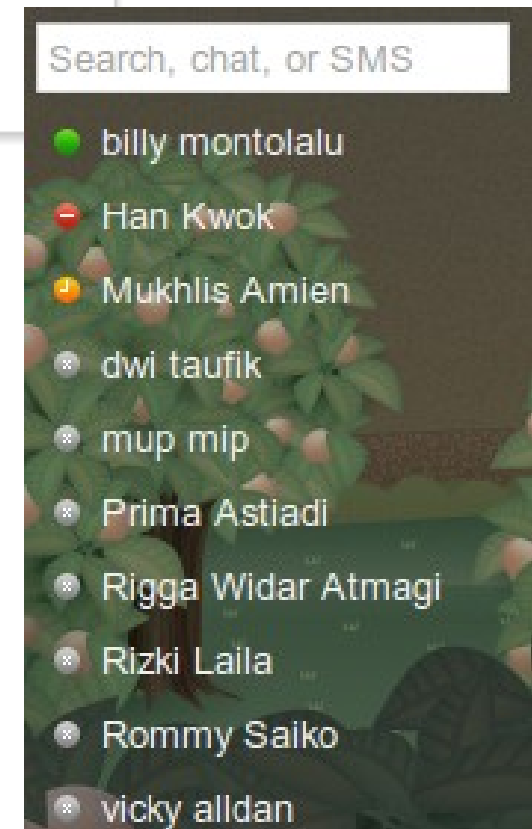 Search, chat, or SMS
billy montolalu
Han Kwok
Mukhlis Amien
dwi taufik
mup mip
Prima Astiadi
Rigga Widar Atmagi
Rizki Laila
Rommy Saiko
vicky alldan